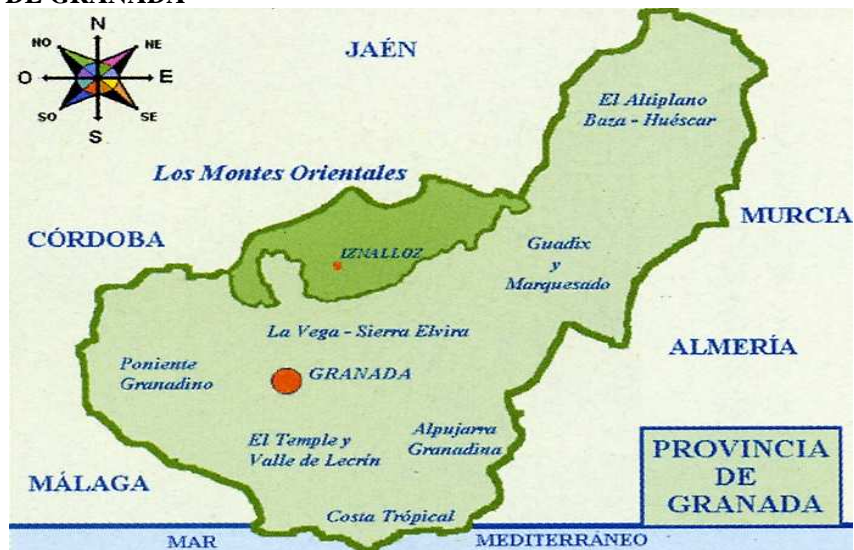 DE GRANADA
N
NO
NE
O
E
SO
SE
S
JAÉN
El Altiplano
Baza - Huéscar
Los Montes Orientales
MURCIA
CÓRDOBA
IZNALLOZ
Guadix
y
Marquesado
La Vega - Sierra Elvira
ALMERÍA
Poniente
Granadino
GRANADA
El Temple y
Valle de Lecrín
Alpujarra
Granadina
PROVINCIA
DE
GRANADA
MÁLAGA
Costa Trópical
MAR
MEDITERRÁNEO